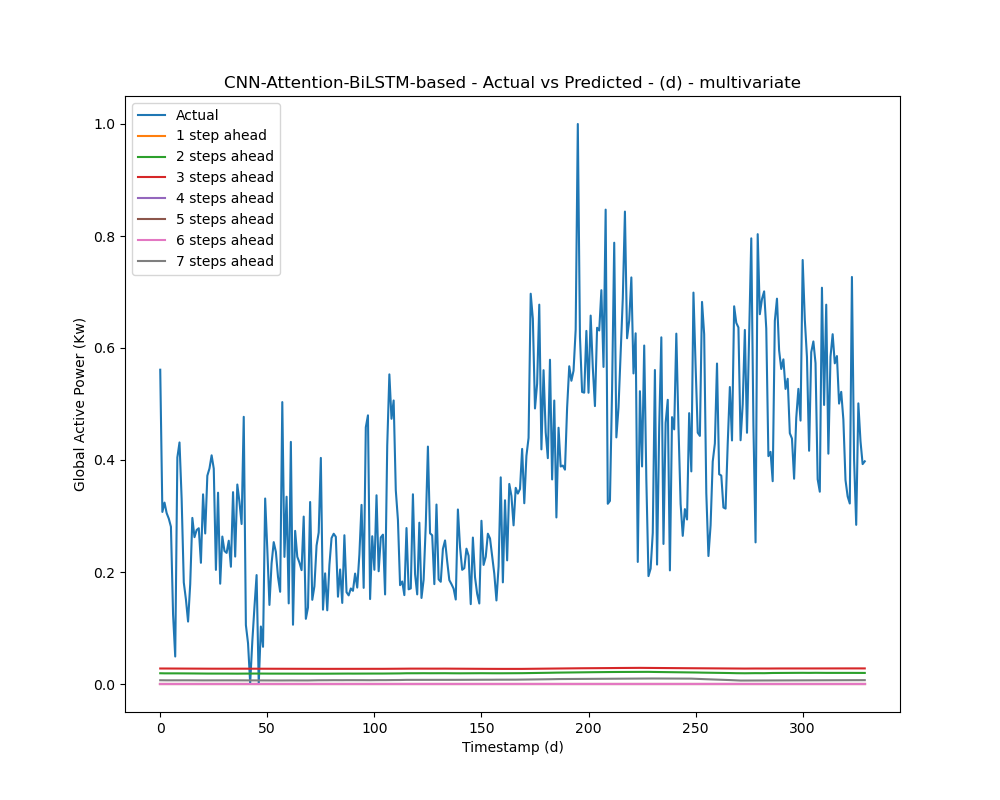 CNN-Attention-BiLSTM-based - Actual vs Predicted - (d) - multivariate
Actual
1 step ahead
2 steps ahead
3 steps ahead
4 steps ahead
5 steps ahead
6 steps ahead
7 steps ahead
1.0
0.8
0.6
0.4
0.2
0.0
Global Active Power (Kw)
0
50
100
150
200
250
300
Timestamp (d)